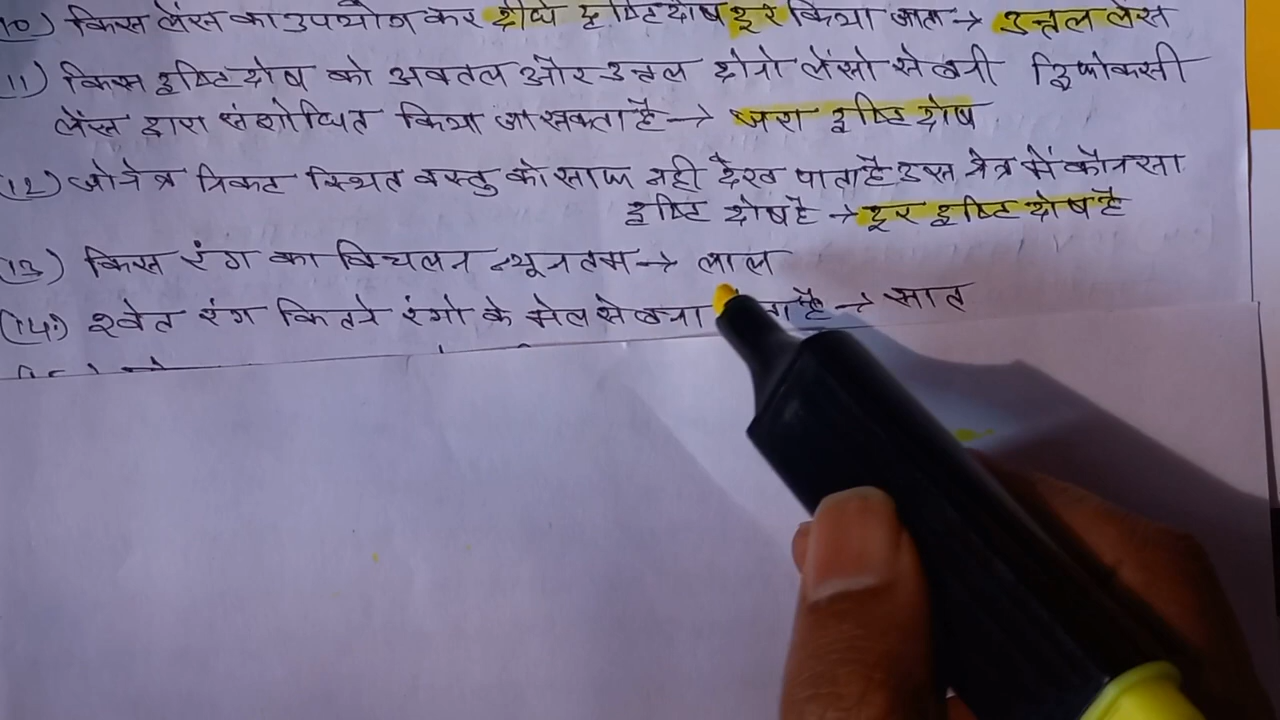 10) किस लेंस का उपयोग कर दीर्घ दृष्टि दोष दूर किया जाता → उत्तल लेंस
11) किस दृष्टि दोष को अवतल और उत्तल दोनो लेंसो से बनी द्विफोकसी
लेंस द्वारा संशोधित किया जा सकता है → जरा दृष्टि दोष
(12) जो नेत्र निकट स्थित वस्तु को साफ नही देख पाता है उस नेत्र में कौन सा
दृष्टि दोष है → दूर दृष्टि दोष है
(13) किस रंग का विचलन न्यूनतम → लाल
(14) श्वेत रंग कितने रंगो के मेल से बना है → सात